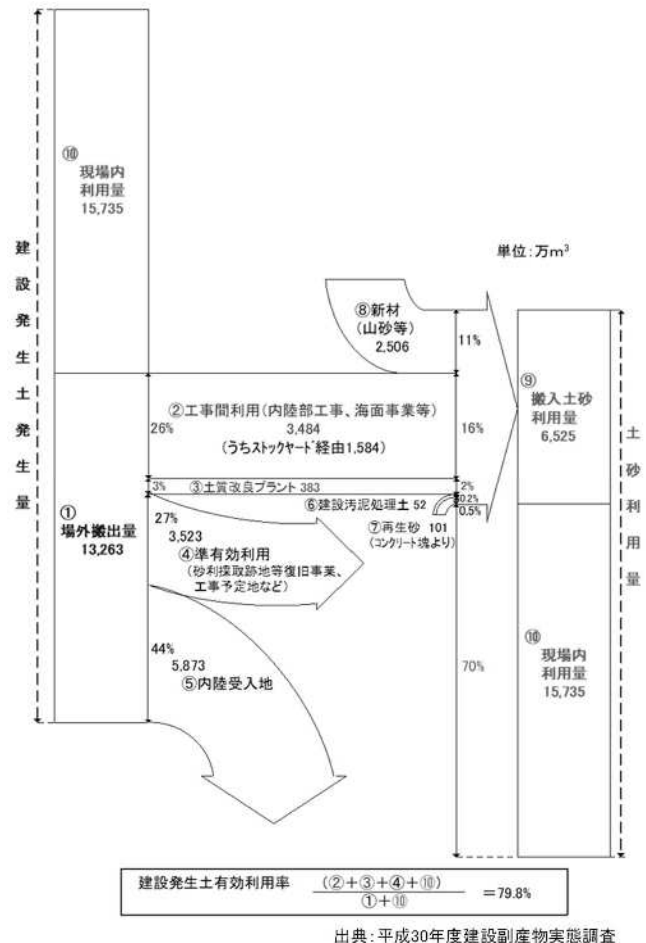 ⑩
現場内
利用量
15,735
建設発生土発生量
単位:万m³
⑧新材
(山砂等)
2,506
11%
②工事間利用(内陸部工事、海面事業等)
3,484
(うちストックヤード経由1,584)
26%
16%
⑨
搬入土砂
利用量
6,525
土砂利用量
3%
③土質改良プラント 383
2%
⑥建設汚泥処理土 52
0.2%
0.5%
⑦再生砂 101
(コンクリート塊より)
①
場外搬出量
13,263
27%
3,523
④準有効利用
(砂利採取跡地等復旧事業、
工事予定地など)
44%
5,873
⑤内陸受入地
70%
⑩
現場内
利用量
15,735
建設発生土有効利用率 (②+③+④+⑩)
①+⑩
=79.8%
出典:平成30年度建設副産物実態調査